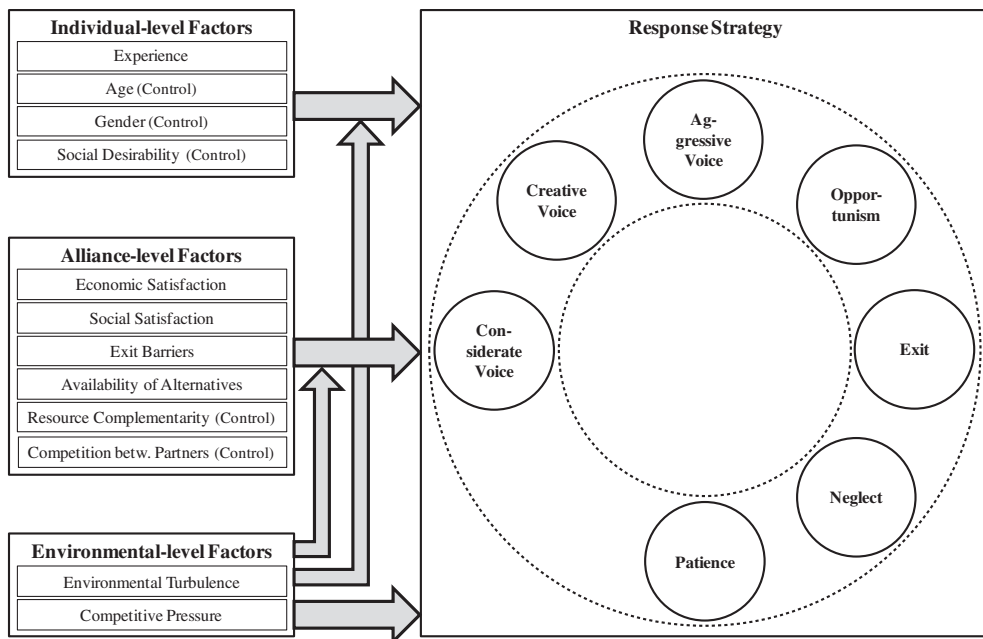 Individual-level Factors
Experience
Age (Control)
Gender (Control)
Social Desirability (Control)
Alliance-level Factors
Economic Satisfaction
Social Satisfaction
Exit Barriers
Availability of Alternatives
Resource Complementarity (Control)
Competition betw. Partners (Control)
Environmental-level Factors
Environmental Turbulence
Competitive Pressure
Response Strategy
Ag-
gressive
Voice
Creative
Voice
Oppor-
tunism
Con-
siderate
Voice
Exit
Neglect
Patience